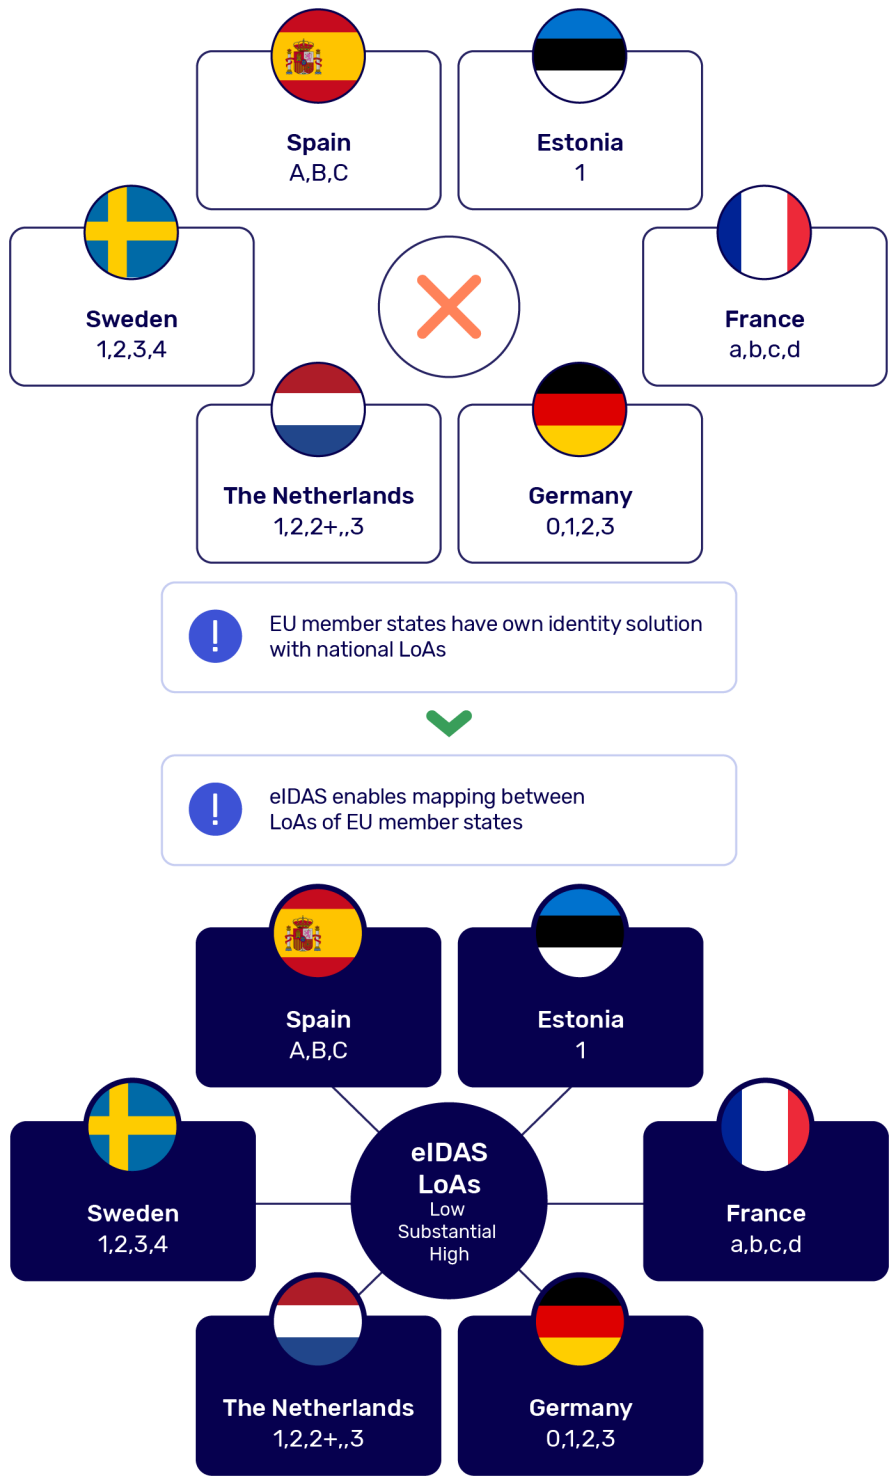 Spain
A,B,C
Estonia
1
Sweden
1,2,3,4
France
a,b,c,d
The Netherlands
1,2,2+,,3
Germany
0,1,2,3
!
EU member states have own identity solution
with national LoAs
!
eIDAS enables mapping between
LoAs of EU member states
Spain
A,B,C
Estonia
1
Sweden
1,2,3,4
eIDAS
LoAs
Low
Substantial
High
France
a,b,c,d
The Netherlands
1,2,2+,,3
Germany
0,1,2,3